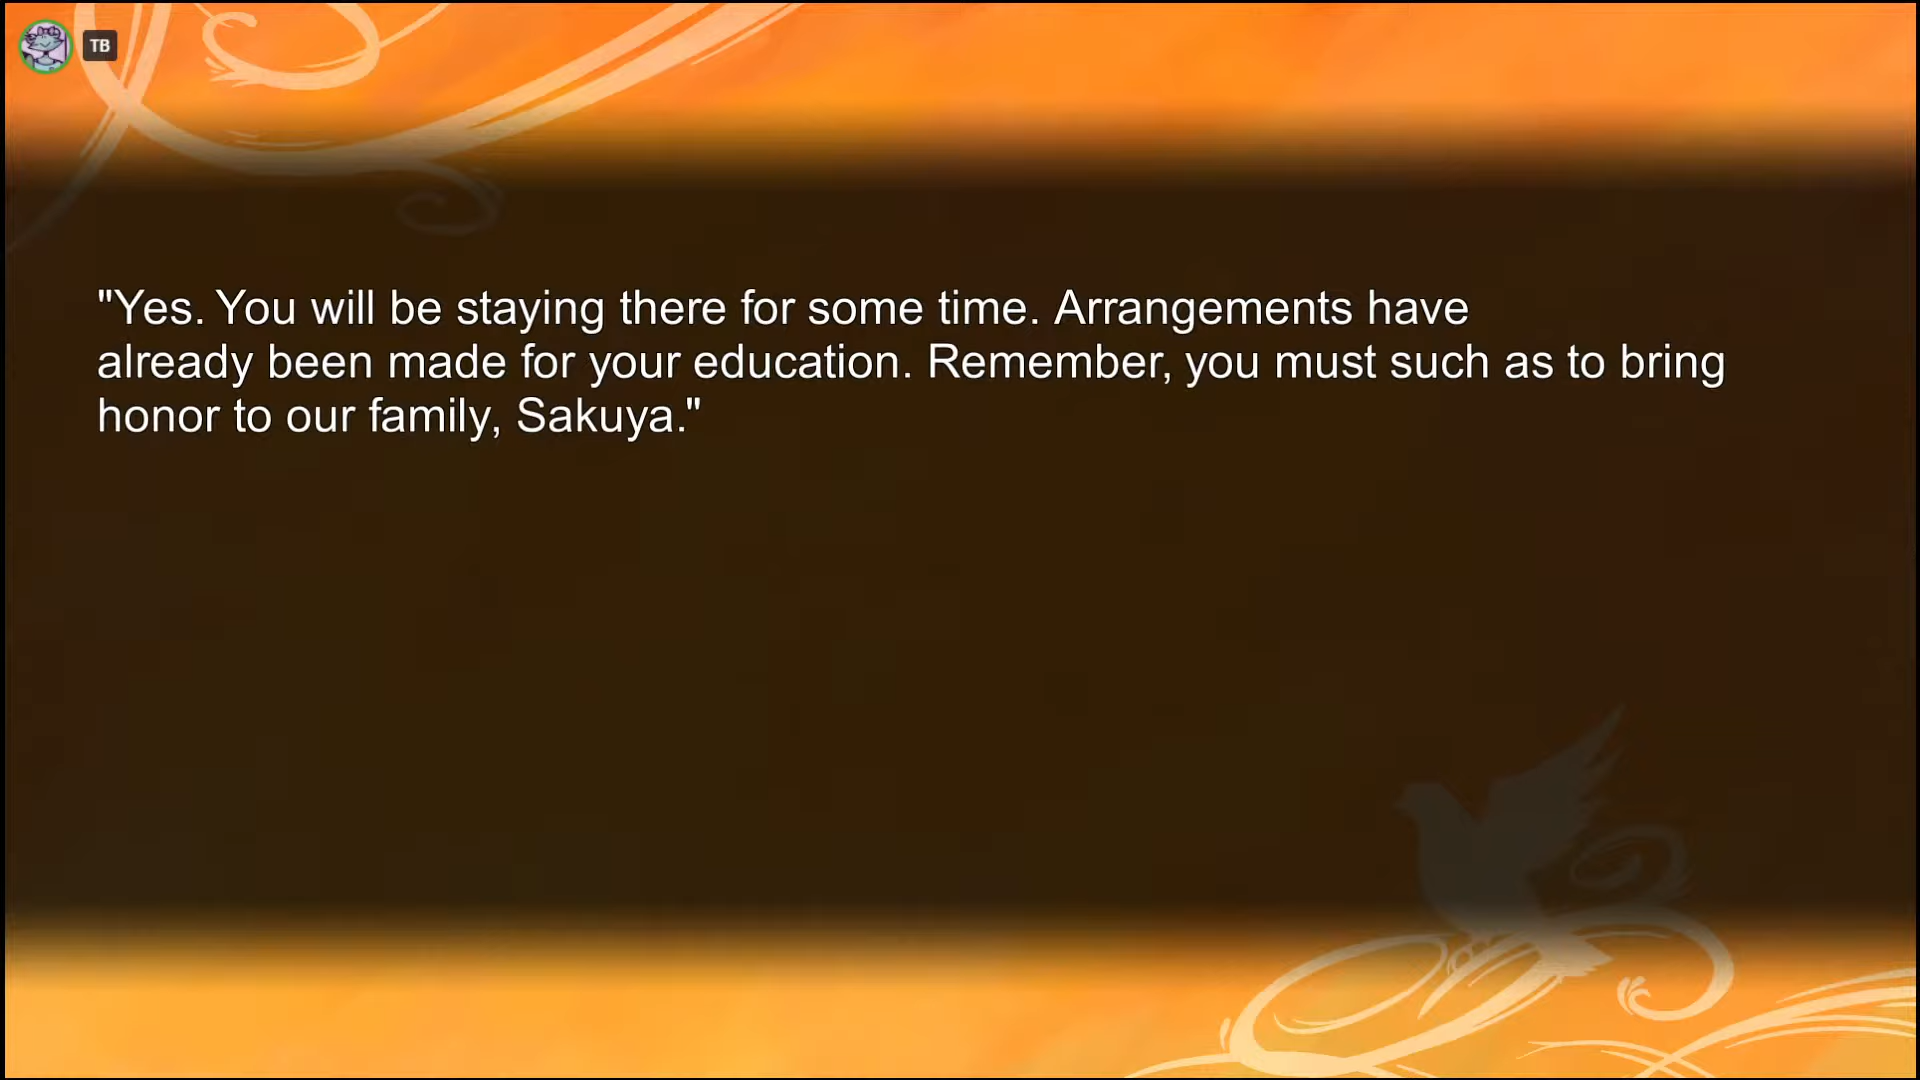 TB
"Yes. You will be staying there for some time. Arrangements have
already been made for your education. Remember, you must such as to bring
honor to our family, Sakuya."